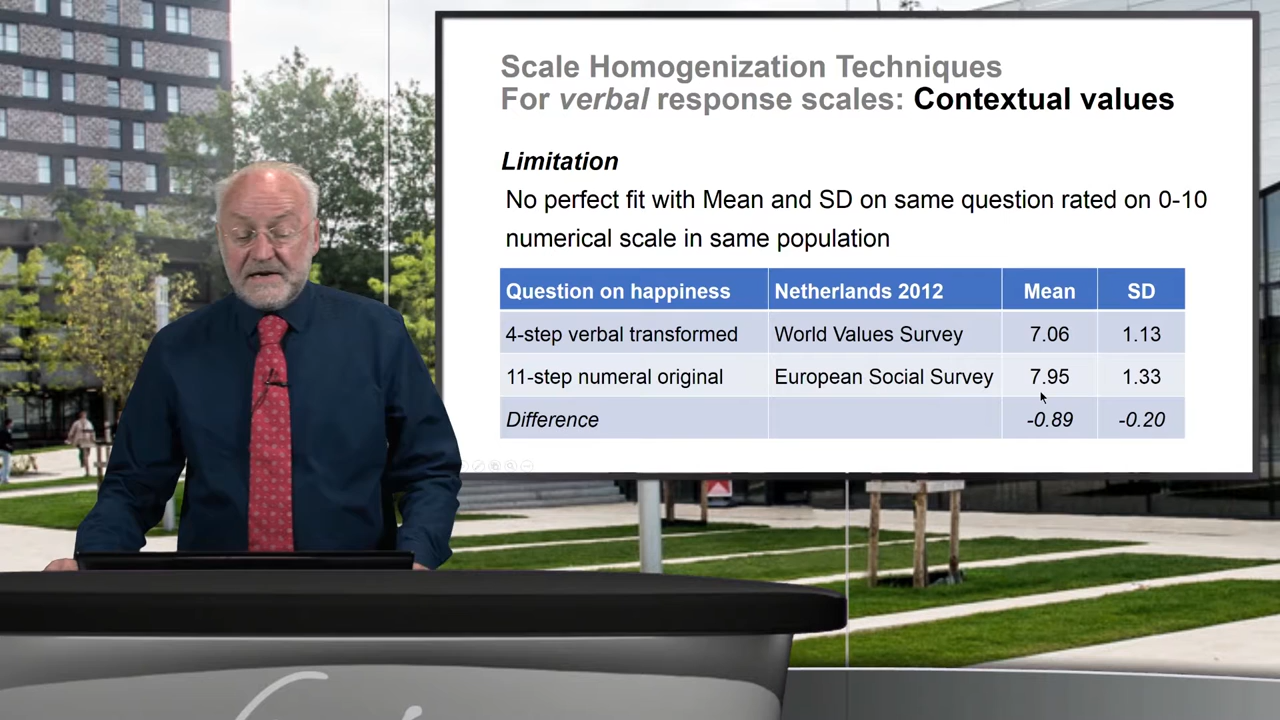 Scale Homogenization Techniques
For verbal response scales: Contextual values
Limitation
No perfect fit with Mean and SD on same question rated on 0-10
numerical scale in same population
Question on happiness Netherlands 2012 Mean SD
4-step verbal transformed World Values Survey 7.06 1.13
11-step numeral original European Social Survey 7.95 1.33
Difference -0.89 -0.20